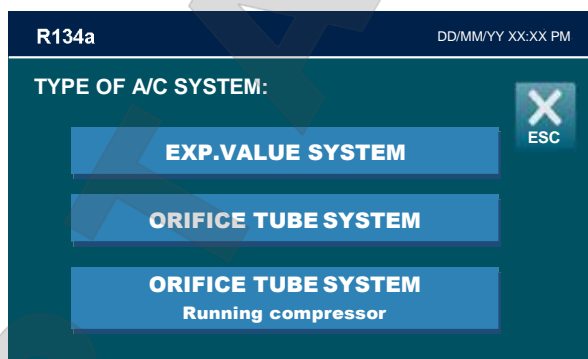 R134a
DD/MM/YY XX:XX PM
TYPE OF A/C SYSTEM:
ESC
EXP.VALUE SYSTEM
ORIFICE TUBE SYSTEM
ORIFICE TUBE SYSTEM
Running compressor